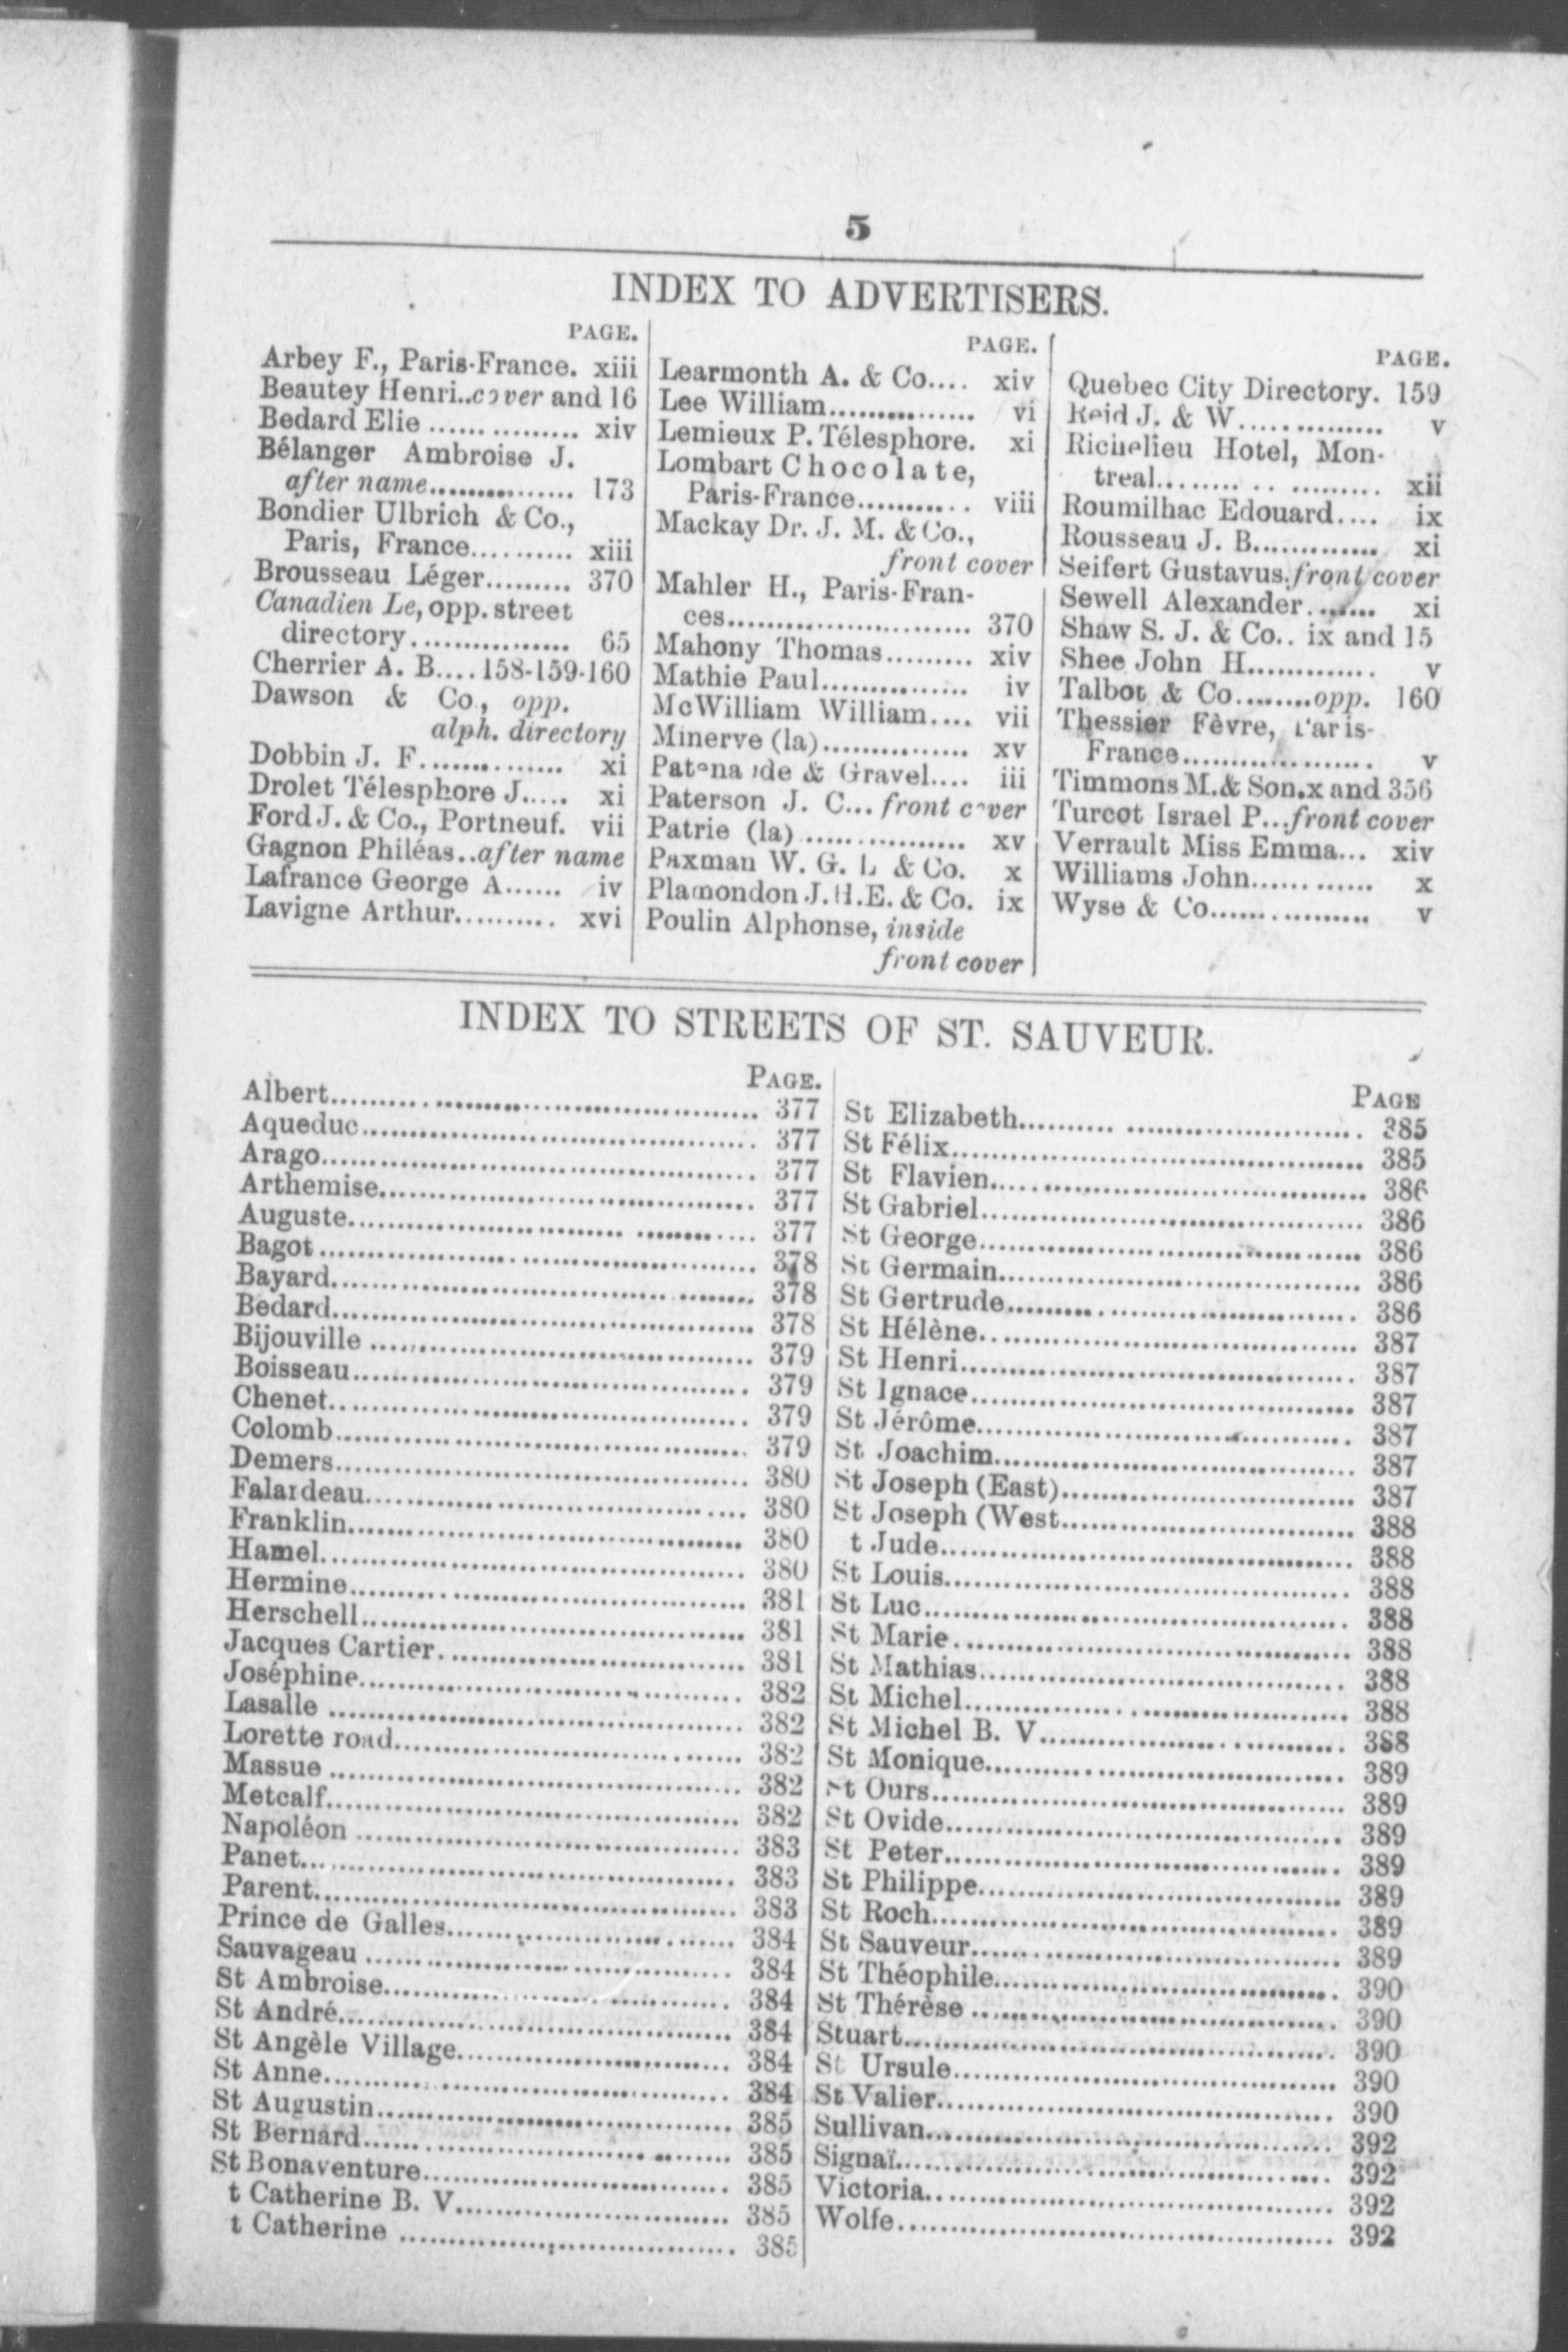 5
INDEX TO ADVERTISERS.
PAGE.
Arbey F., Paris-France. xiii
Beautey Henri..cover and 16
Bedard Elie ............... xiv
Bélanger Ambroise J.
after name............... 173
Bondier Ulbrich & Co.,
Paris, France........... xiii
Brousseau Léger......... 370
Canadien Le, opp. street
directory................ 65
Cherrier A. B....158-159-160
Dawson & Co., opp.
alph. directory
Dobbin J. F............... xi
Drolet Télesphore J..... xi
Ford J. & Co., Portneuf. vii
Gagnon Philéas..after name
Lafrance George A...... iv
Lavigne Arthur.......... xvi
PAGE.
Learmonth A. & Co.... xiv
Lee William............... vi
Lemieux P. Télesphore. xi
Lombart Chocolate,
Paris-France........... viii
Mackay Dr. J. M. & Co.,
front cover
Mahler H., Paris-Fran-
ces......................... 370
Mahony Thomas......... xiv
Mathie Paul............... iv
McWilliam William.... vii
Minerve (la)............... xv
Patenaude & Gravel.... iii
Paterson J. C... front cover
Patrie (la) ................. xv
Paxman W. G. L & Co. x
Plamondon J.H.E. & Co. ix
Poulin Alphonse, inside
front cover
PAGE.
Quebec City Directory. 159
Reid J. & W............... v
Richelieu Hotel, Mon-
treal........ .. ......... xii
Roumilhac Edouard.... ix
Rousseau J. B............. xi
Seifert Gustavus.front cover
Sewell Alexander........ xi
Shaw S. J. & Co.. ix and 15
Shee John H............. v
Talbot & Co........opp. 160
Thessier Fèvre, Paris-
France.................... v
Timmons M.& Son.x and 356
Turcot Israel P...front cover
Verrault Miss Emma... xiv
Williams John............. x
Wyse & Co................. v
INDEX TO STREETS OF ST. SAUVEUR.
PAGE.
Albert............................................. 377
Aqueduc.......................................... 377
Arago.............................................. 377
Arthemise........................................ 377
Auguste............................. ............ 377
Bagot .............................................. 378
Bayard............................................. 378
Bedard............................................. 378
Bijouville ........................................ 379
Boisseau.......................................... 379
Chenet............................................. 379
Colomb............................................ 379
Demers............................................ 380
Falardeau......................................... 380
Franklin.......................................... 380
Hamel............................................. 380
Hermine........................................... 381
Herschell......................................... 381
Jacques Cartier................................ 381
Joséphine......................................... 382
Lasalle ............................................ 382
Lorette road..................................... 382
Massue ............................................ 382
Metcalf............................................ 382
Napoléon ......................................... 383
Panet............................................... 383
Parent............................................. 383
Prince de Galles............................... 384
Sauvageau ....................................... 384
St Ambroise..................................... 384
St André.......................................... 384
St Angèle Village............................. 384
St Anne........................................... 384
St Augustin...................................... 385
St Bernard....................................... 385
St Bonaventure................................ 385
t Catherine B. V............................. 385
t Catherine ................................... 385
PAGE
St Elizabeth..................................... 385
St Félix........................................... 385
St Flavien........................................ 386
St Gabriel........................................ 386
St George........................................ 386
St Germain...................................... 386
St Gertrude..................................... 386
St Hélène........................................ 387
St Henri.......................................... 387
St Ignace......................................... 387
St Jérôme........................................ 387
St Joachim...................................... 387
St Joseph (East)............................... 387
St Joseph (West............................... 388
t Jude............................................ 388
St Louis........................................... 388
St Luc.............................................. 388
St Marie.......................................... 388
St Mathias....................................... 388
St Michel......................................... 388
St Michel B. V................................ 388
St Monique...................................... 389
St Ours............................................ 389
St Ovide.......................................... 389
St Peter........................................... 389
St Philippe...................................... 389
St Roch........................................... 389
St Sauveur....................................... 389
St Théophile.................................... 390
St Thérèse ...................................... 390
Stuart.............................................. 390
St Ursule......................................... 390
St Valier.......................................... 390
Sullivan........................................... 392
Signaï.............................................. 392
Victoria........................................... 392
Wolfe............................................... 392